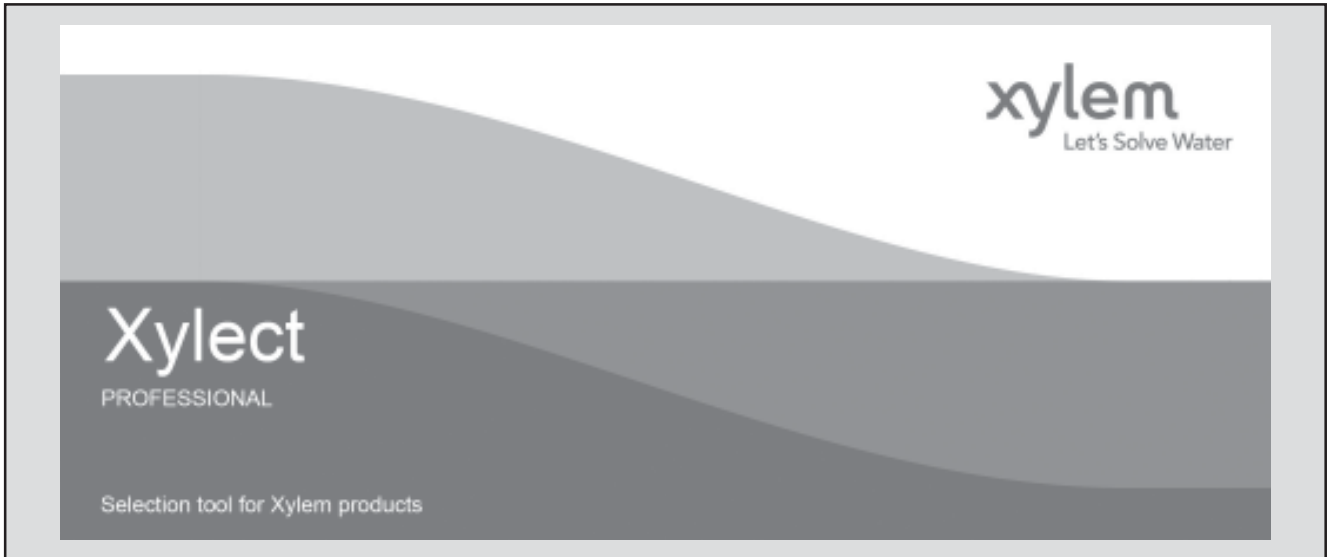 xylem
Let's Solve Water
Xylect
PROFESSIONAL
Selection tool for Xylem products